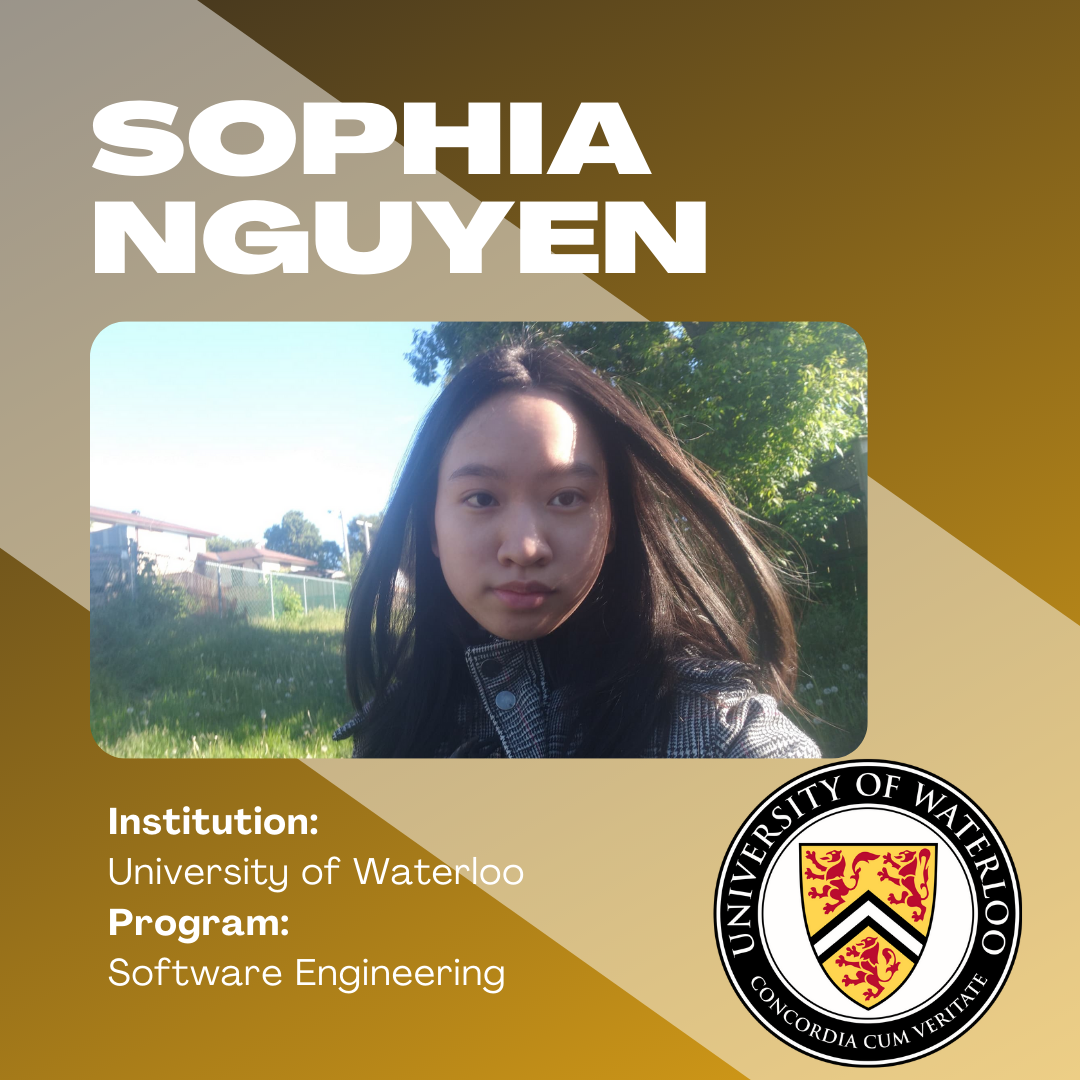 SOPHIA
NGUYEN
Institution:
University of Waterloo
Program:
Software Engineering
UNIVERSITY OF WATERLOO
CONCORDIA CUM VERITATE